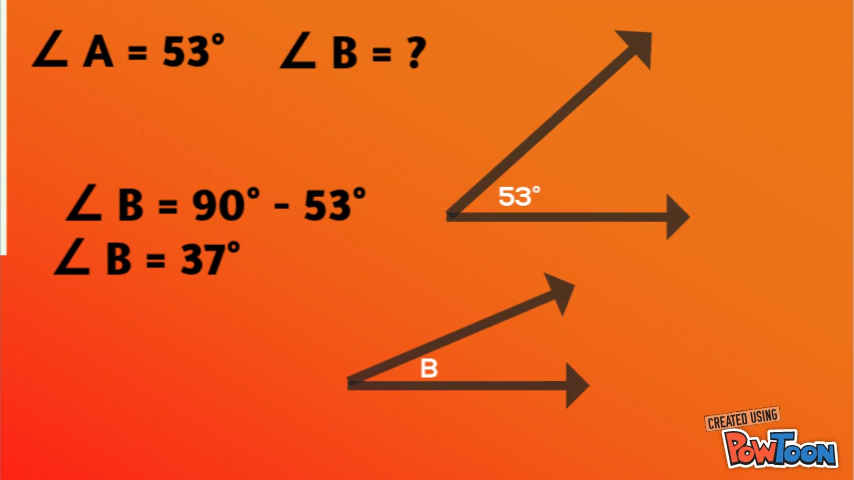 ∠ A = 53° ∠ B = ?
53°
∠ B = 90° - 53°
∠ B = 37°
B
CREATED USING
POWTOON